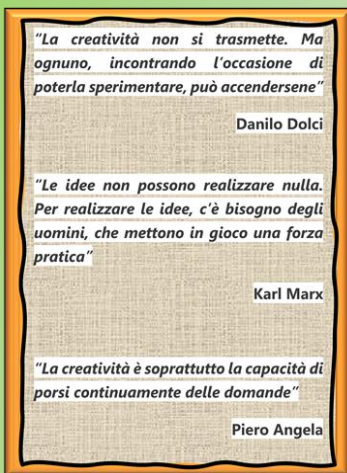 "La creatività non si trasmette. Ma
ognuno, incontrando l'occasione di
poterla sperimentare, può accendersene"
Danilo Dolci
"Le idee non possono realizzare nulla.
Per realizzare le idee, c'è bisogno degli
uomini, che mettono in gioco una forza
pratica"
Karl Marx
"La creatività è soprattutto la capacità di
porsi continuamente delle domande"
Piero Angela